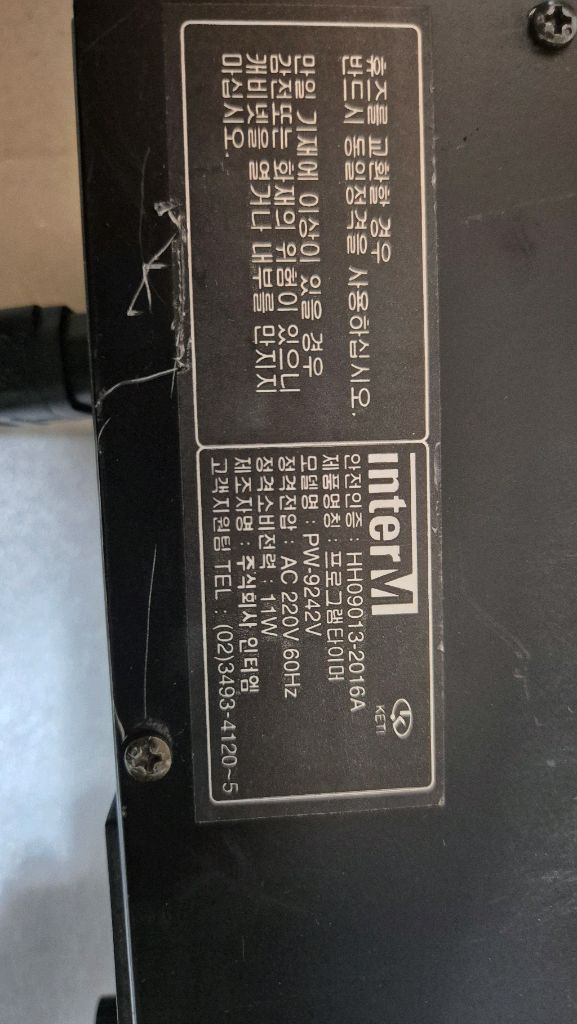 휴즈를 교환할 경우
반드시 동일정격을 사용하십시오.
만일 기재에 이상이 있을 경우
감전또는 화재의 위험이 있으니
캐비넷을 열거나 내부를 만지지
마십시오.
InterM
KETI
안전인증 : HH09013-2016A
제품명칭 : 프로그램타이머
모델명 : PW-9242V
정격전압 : AC 220V 60Hz
정격소비전력 : 11W
제조자명 : 주식회사 인터엠
고객지원팀 TEL : (02)3493-4120~5